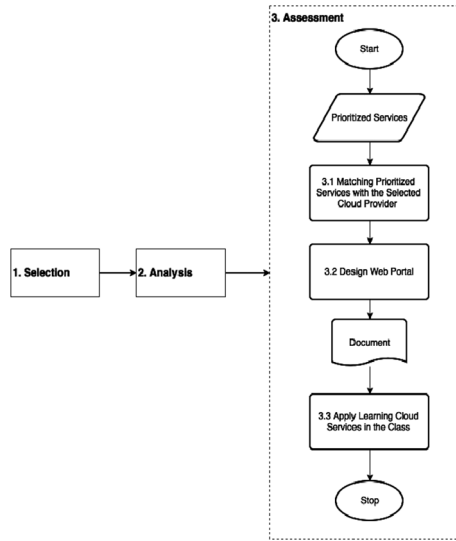 3. Assessment
Start
Prioritized Services
3.1 Matching Prioritized
Services with the Selected
Cloud Provider
1. Selection
2. Analysis
3.2 Design Web Portal
Document
3.3 Apply Learning Cloud
Services in the Class
Stop